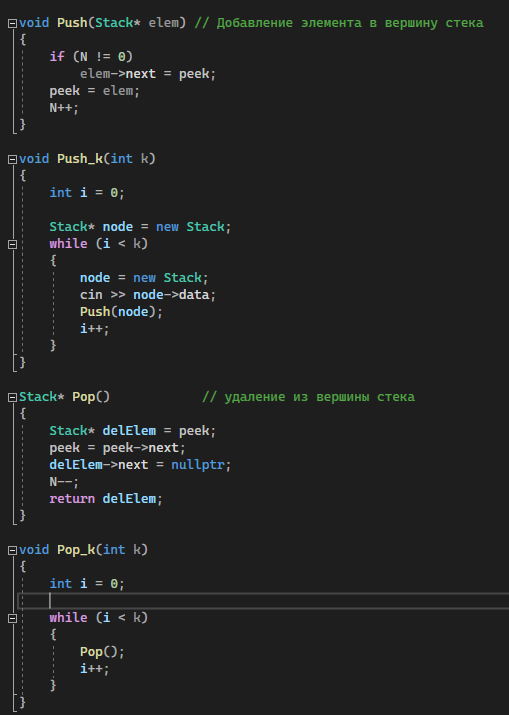 void Push(Stack* elem) // Добавление элемента в вершину стека
{
    if (N != 0)
        elem->next = peek;
    peek = elem;
    N++;
}

void Push_k(int k)
{
    int i = 0;

    Stack* node = new Stack;
    while (i < k)
    {
        node = new Stack;
        cin >> node->data;
        Push(node);
        i++;
    }
}

Stack* Pop()            // удаление из вершины стека
{
    Stack* delElem = peek;
    peek = peek->next;
    delElem->next = nullptr;
    N--;
    return delElem;
}

void Pop_k(int k)
{
    int i = 0;

    while (i < k)
    {
        Pop();
        i++;
    }
}